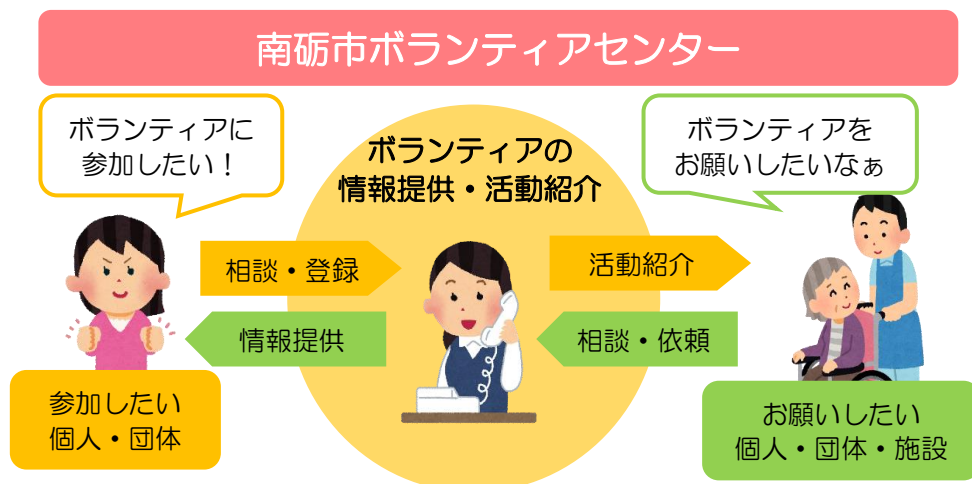 南砺市ボランティアセンター
ボランティアに
参加したい！
ボランティアの
情報提供・活動紹介
ボランティアを
お願いしたいなぁ
相談・登録
情報提供
活動紹介
相談・依頼
参加したい
個人・団体
お願いしたい
個人・団体・施設